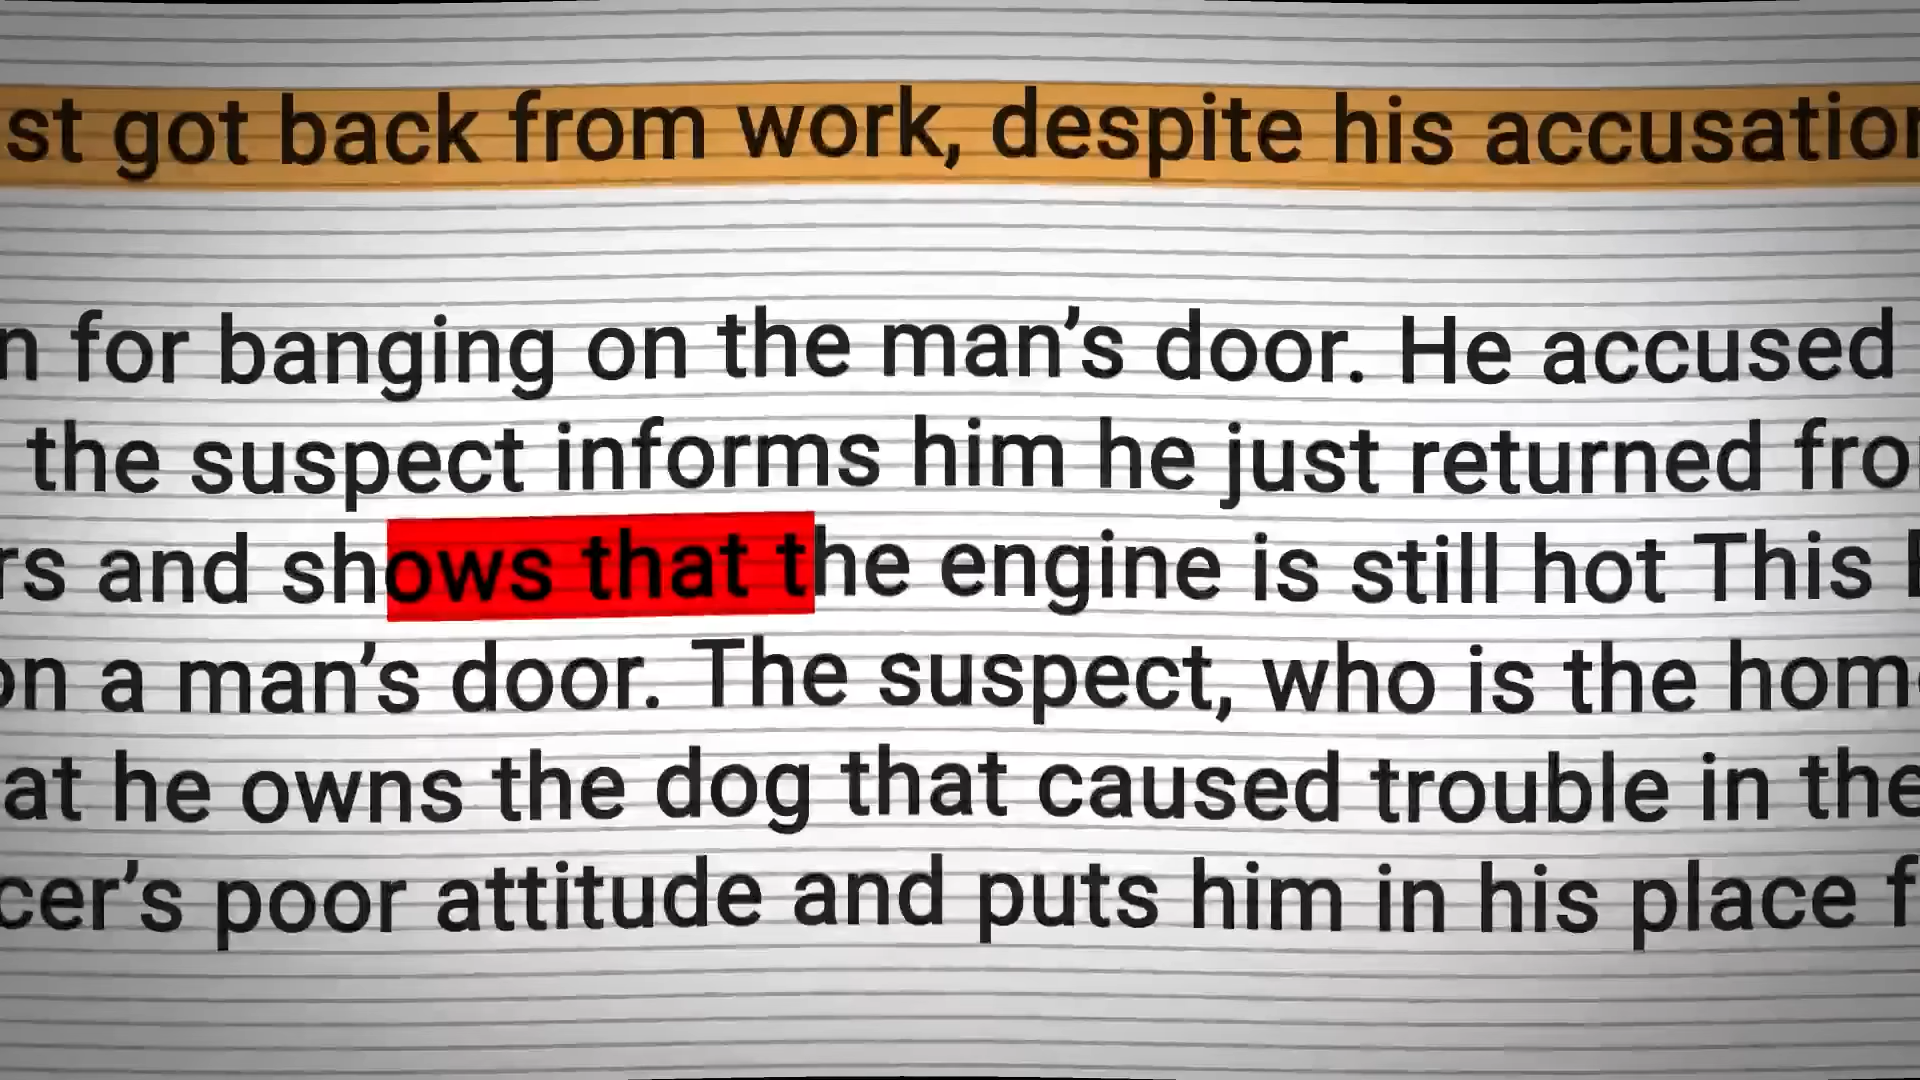 st got back from work, despite his accusation
n for banging on the man’s door. He accused
the suspect informs him he just returned fro
rs and shows that the engine is still hot This
on a man’s door. The suspect, who is the hom
at he owns the dog that caused trouble in the
cer’s poor attitude and puts him in his place f